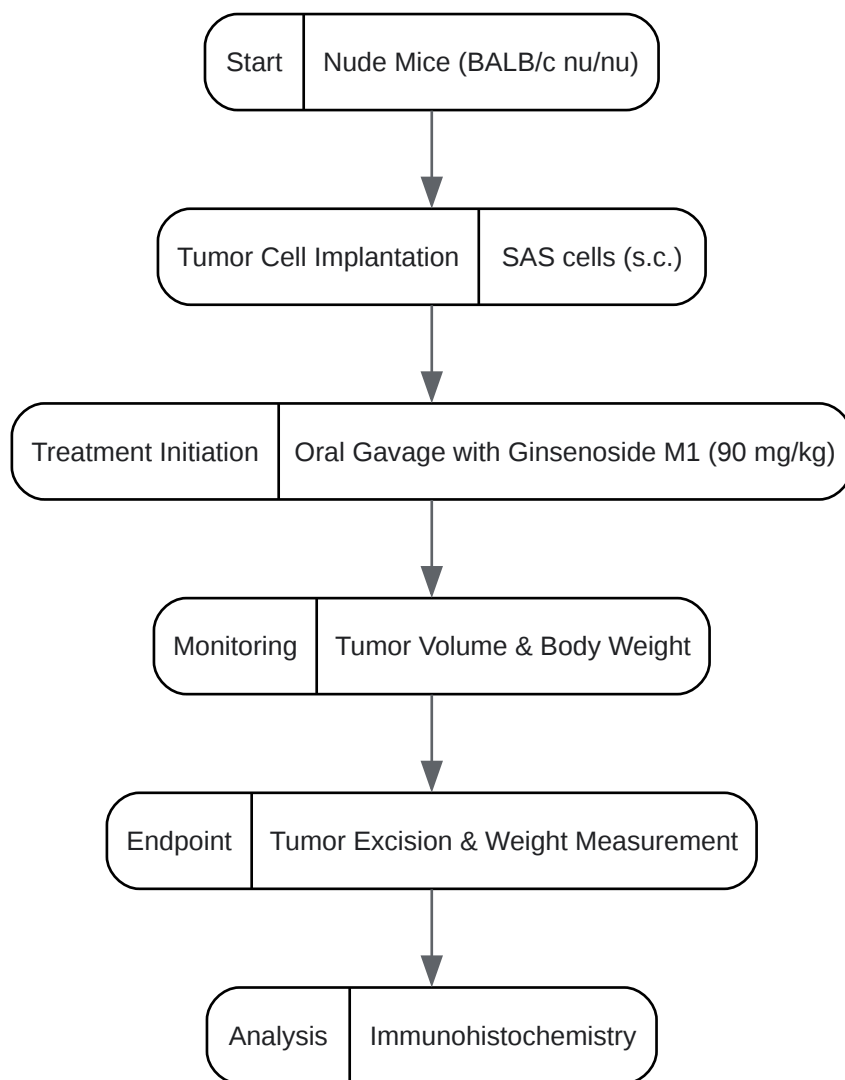 Start Nude Mice (BALB/c nu/nu)
Tumor Cell Implantation SAS cells (s.c.)
Treatment Initiation Oral Gavage with Ginsenoside M1 (90 mg/kg)
Monitoring Tumor Volume & Body Weight
Endpoint Tumor Excision & Weight Measurement
Analysis Immunohistochemistry